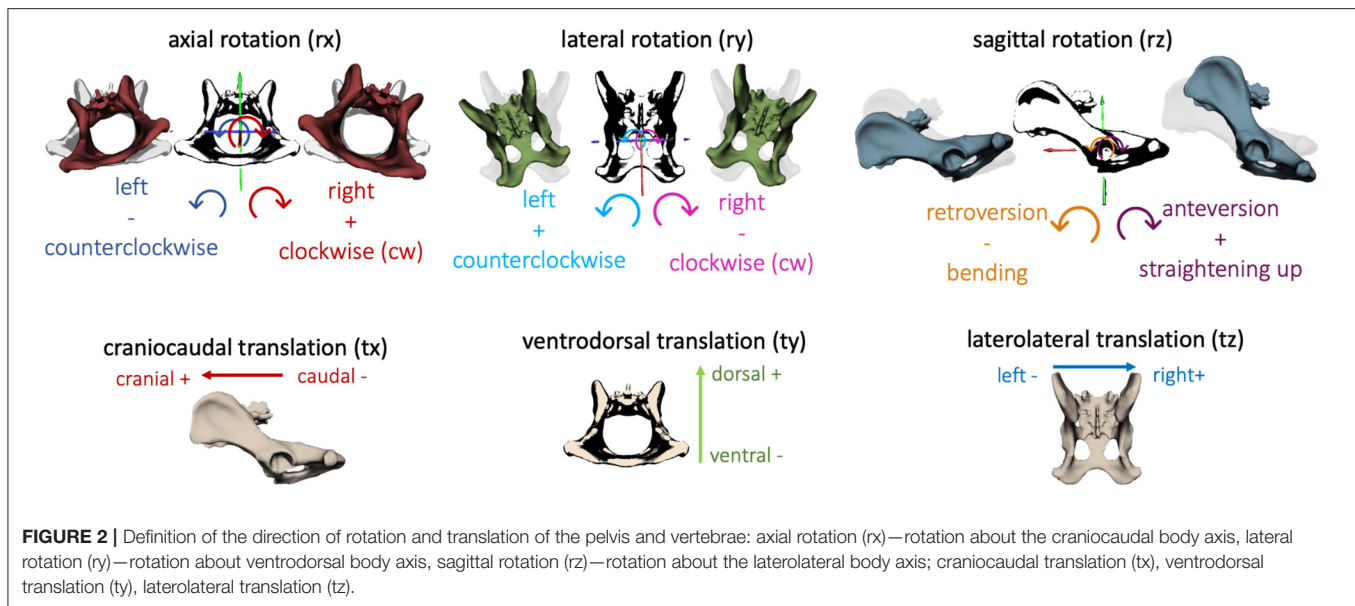 axial rotation (rx)
left
-
counterclockwise
right
+
clockwise (cw)
lateral rotation (ry)
left
+
counterclockwise
right
-
clockwise (cw)
sagittal rotation (rz)
retroversion
-
bending
anteversion
+
straightening up
craniocaudal translation (tx)
cranial + caudal -
ventrodorsal translation (ty)
dorsal +
ventral -
laterolateral translation (tz)
left - right+
FIGURE 2 | Definition of the direction of rotation and translation of the pelvis and vertebrae: axial rotation (rx)—rotation about the craniocaudal body axis, lateral
rotation (ry)—rotation about ventrodorsal body axis, sagittal rotation (rz)—rotation about the laterolateral body axis; craniocaudal translation (tx), ventrodorsal
translation (ty), laterolateral translation (tz).